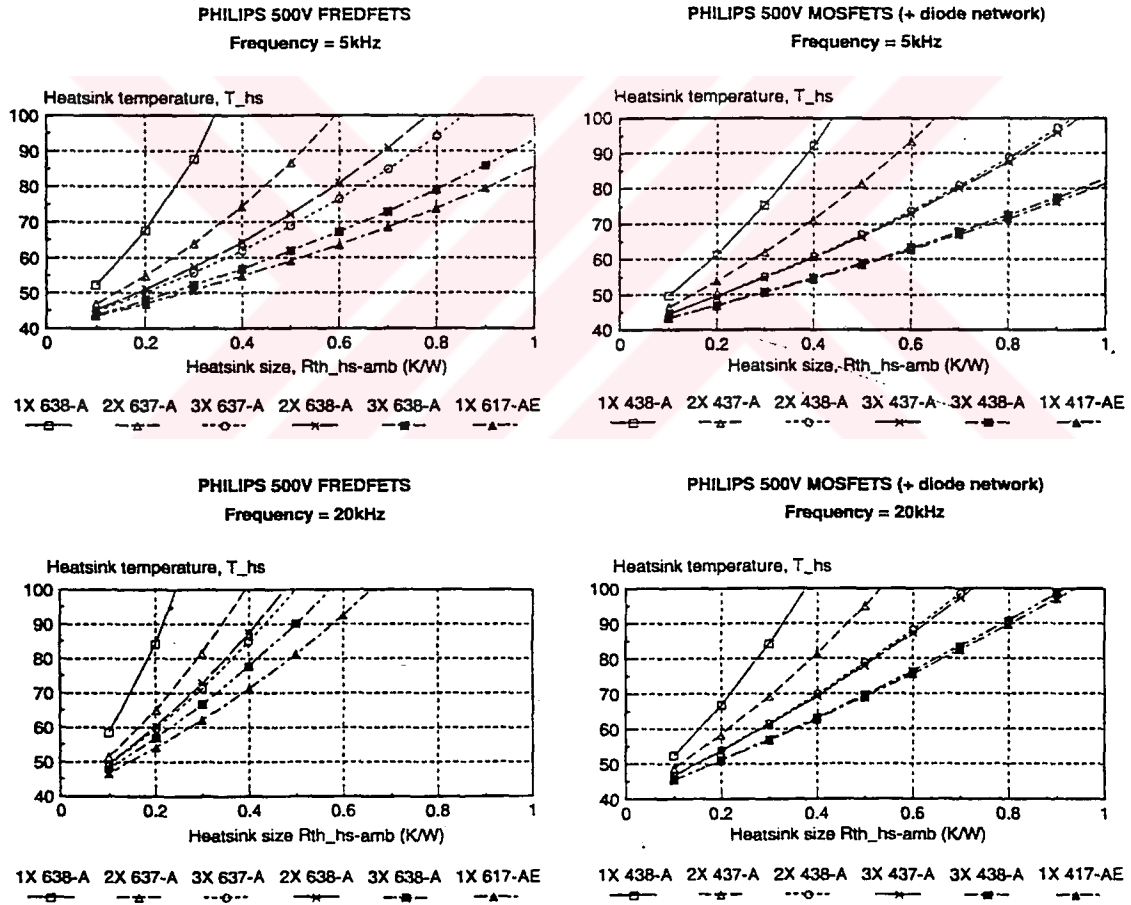 PHILIPS 500V FREDFETS
Frequency = 5kHz
Heatsink temperature, T_hs
100
90
80
70
60
50
40
0 0.2 0.4 0.6 0.8 1
Heatsink size, Rth_hs-amb (K/W)
1X 638-A 2X 637-A 3X 637-A 2X 638-A 3X 638-A 1X 617-AE
PHILIPS 500V MOSFETS (+ diode network)
Frequency = 5kHz
Heatsink temperature, T_hs
100
90
80
70
60
50
40
0 0.2 0.4 0.6 0.8 1
Heatsink size, Rth_hs-amb (K/W)
1X 438-A 2X 437-A 2X 438-A 3X 437-A 3X 438-A 1X 417-AE
PHILIPS 500V FREDFETS
Frequency = 20kHz
Heatsink temperature, T_hs
100
90
80
70
60
50
40
0 0.2 0.4 0.6 0.8 1
Heatsink size Rth_hs-amb (K/W)
1X 638-A 2X 637-A 3X 637-A 2X 638-A 3X 638-A 1X 617-AE
PHILIPS 500V MOSFETS (+ diode network)
Frequency = 20kHz
Heatsink temperature, T_hs
100
90
80
70
60
50
40
0 0.2 0.4 0.6 0.8 1
Heatsink size Rth_hs-amb (K/W)
1X 438-A 2X 437-A 2X 438-A 3X 437-A 3X 438-A 1X 417-AE